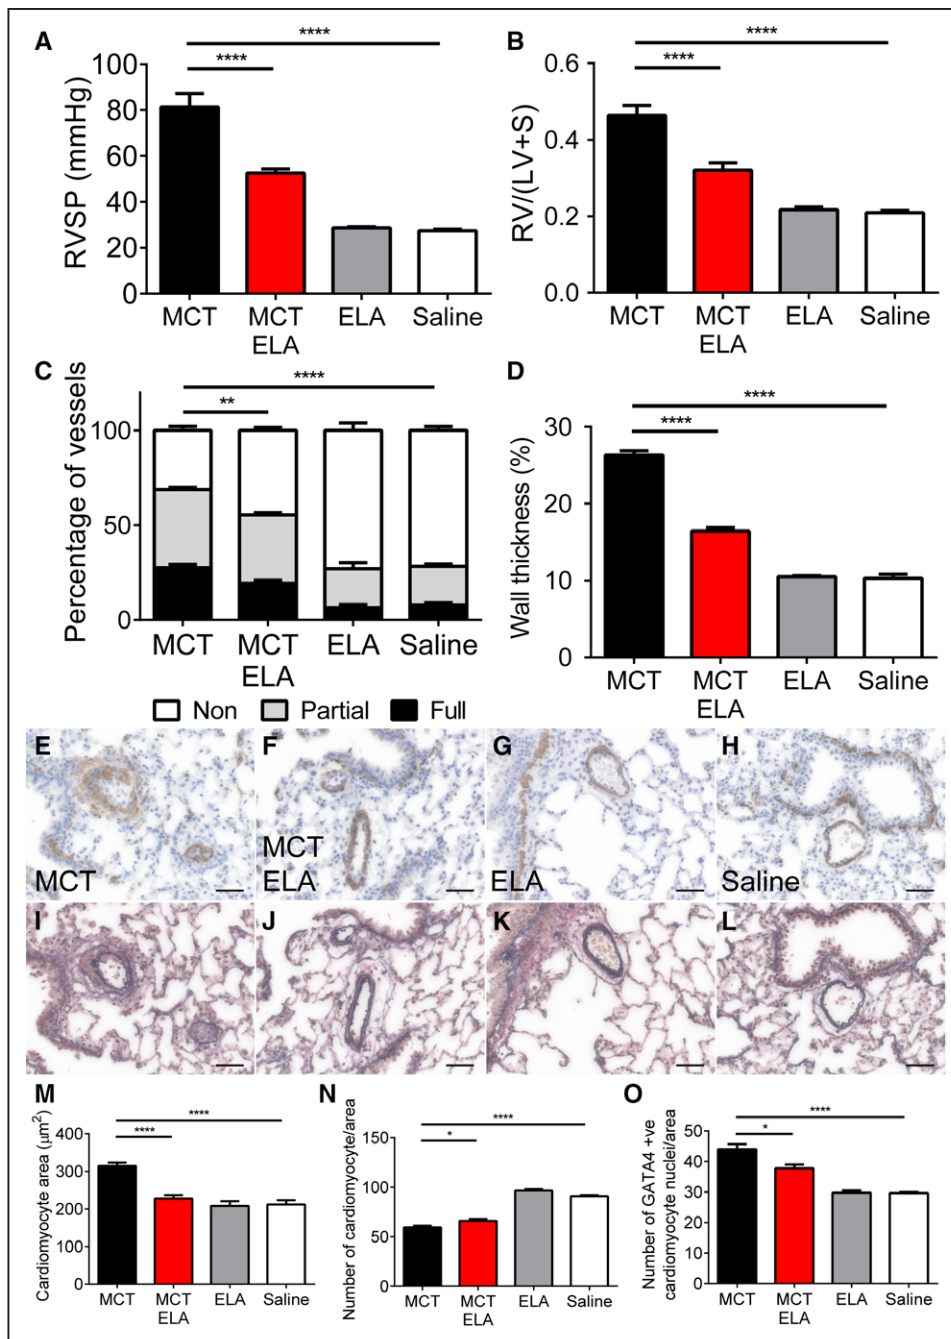 A
****
****
RVSP (mmHg)
100
80
60
40
20
0
MCT
MCT
ELA
ELA
Saline
B
****
****
RV/(LV+S)
0.6
0.4
0.2
0.0
MCT
MCT
ELA
ELA
Saline
C
****
**
Percentage of vessels
100
50
0
MCT
MCT
ELA
ELA
Saline
Non
Partial
Full
D
****
****
Wall thickness (%)
30
20
10
0
MCT
MCT
ELA
ELA
Saline
E
MCT
F
MCT
ELA
G
ELA
H
Saline
I
J
K
L
M
****
****
Cardiomyocyte area (μm²)
400
300
200
100
0
MCT
MCT
ELA
ELA
Saline
N
****
*
Number of cardiomyocyte/area
150
100
50
0
MCT
MCT
ELA
ELA
Saline
O
****
*
Number of GATA4 +ve
cardiomyocyte nuclei/area
50
40
30
20
10
0
MCT
MCT
ELA
ELA
Saline